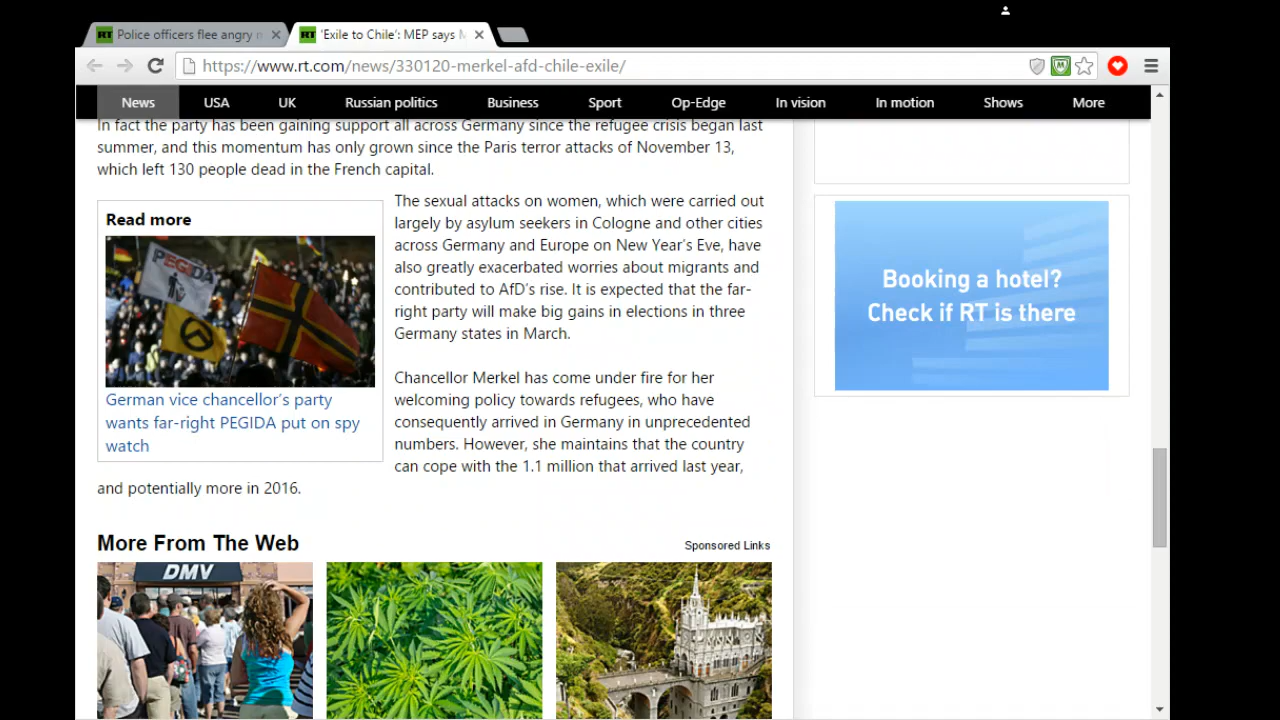 Police officers flee angry m
'Exile to Chile': MEP says M
https://www.rt.com/news/330120-merkel-afd-chile-exile/
News USA UK Russian politics Business Sport Op-Edge In vision In motion Shows More
In fact the party has been gaining support all across Germany since the refugee crisis began last
summer, and this momentum has only grown since the Paris terror attacks of November 13,
which left 130 people dead in the French capital.
Read more
PEGIDA
German vice chancellor's party
wants far-right PEGIDA put on spy
watch
The sexual attacks on women, which were carried out
largely by asylum seekers in Cologne and other cities
across Germany and Europe on New Year's Eve, have
also greatly exacerbated worries about migrants and
contributed to AfD's rise. It is expected that the far-
right party will make big gains in elections in three
Germany states in March.
Chancellor Merkel has come under fire for her
welcoming policy towards refugees, who have
consequently arrived in Germany in unprecedented
numbers. However, she maintains that the country
can cope with the 1.1 million that arrived last year,
and potentially more in 2016.
Booking a hotel?
Check if RT is there
More From The Web
Sponsored Links
DMV